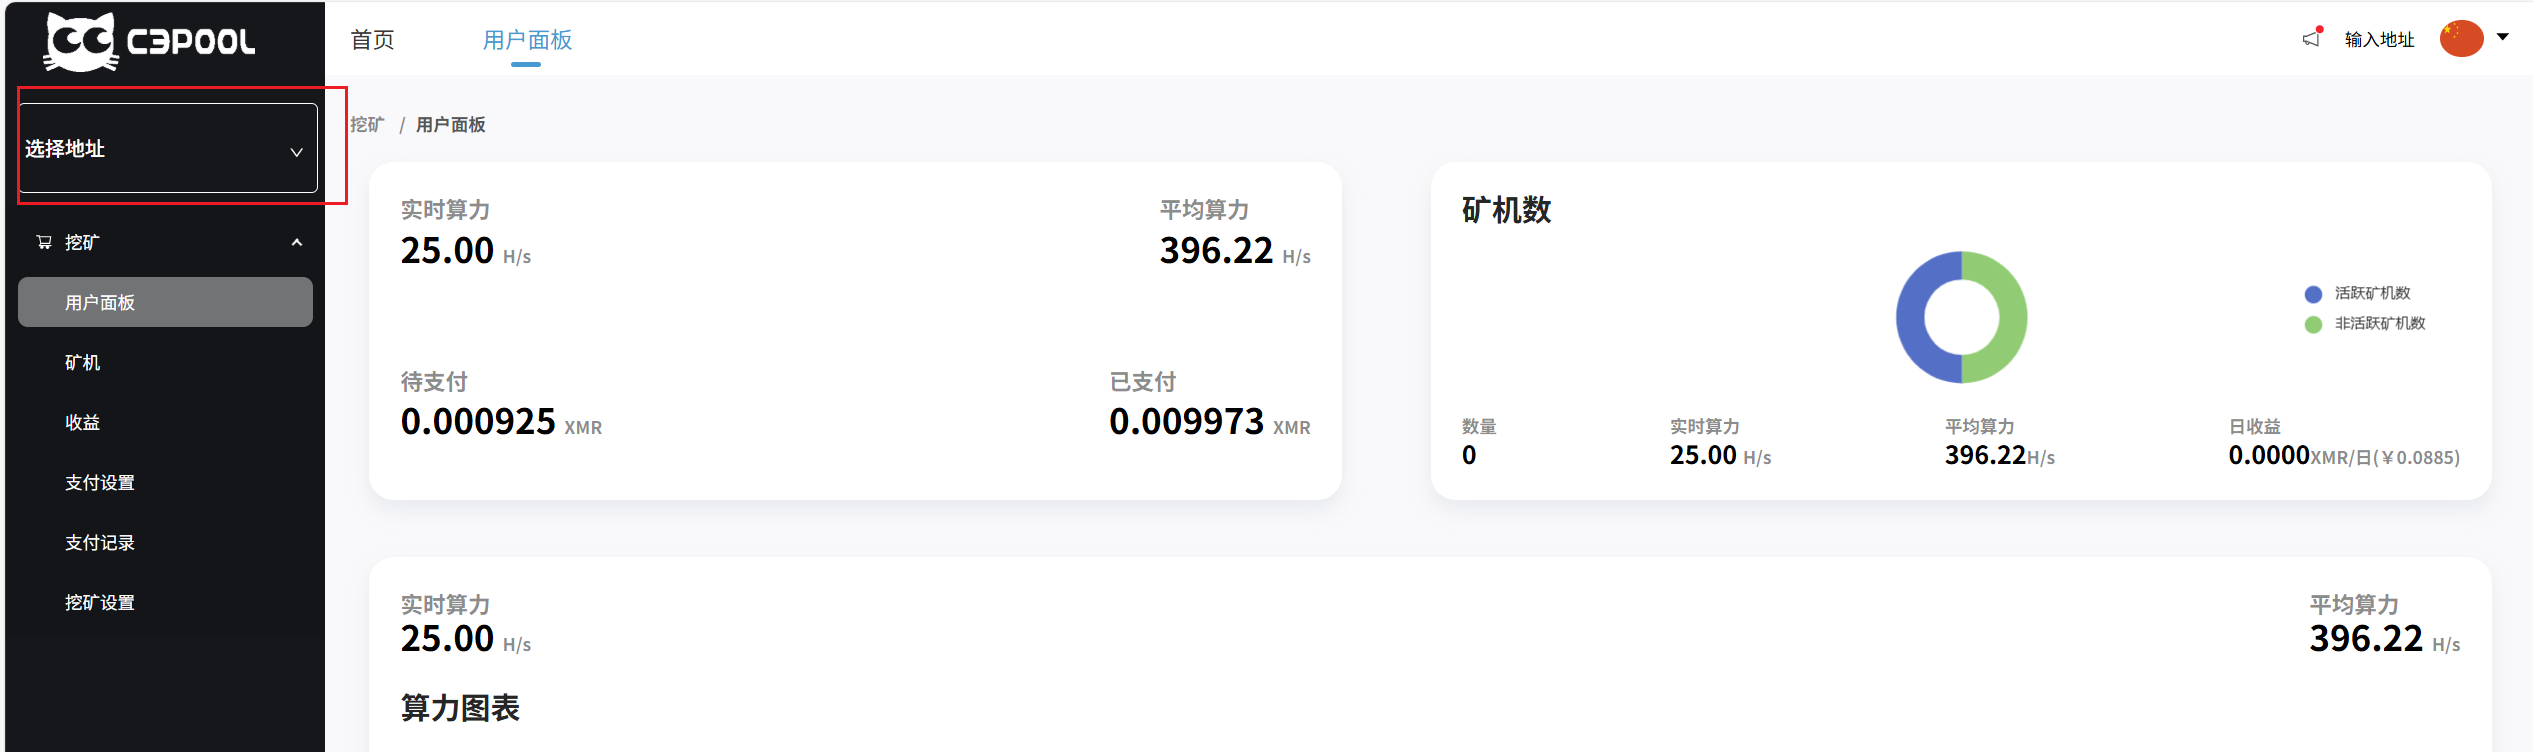 C3POOL
首页
用户面板
输入地址
选择地址
挖矿
用户面板
矿机
收益
支付设置
支付记录
挖矿设置
挖矿 / 用户面板
实时算力
25.00 H/s
平均算力
396.22 H/s
待支付
0.000925 XMR
已支付
0.009973 XMR
矿机数
活跃矿机数
非活跃矿机数
数量
0
实时算力
25.00 H/s
平均算力
396.22H/s
日收益
0.0000XMR/日(￥0.0885)
实时算力
25.00 H/s
平均算力
396.22 H/s
算力图表